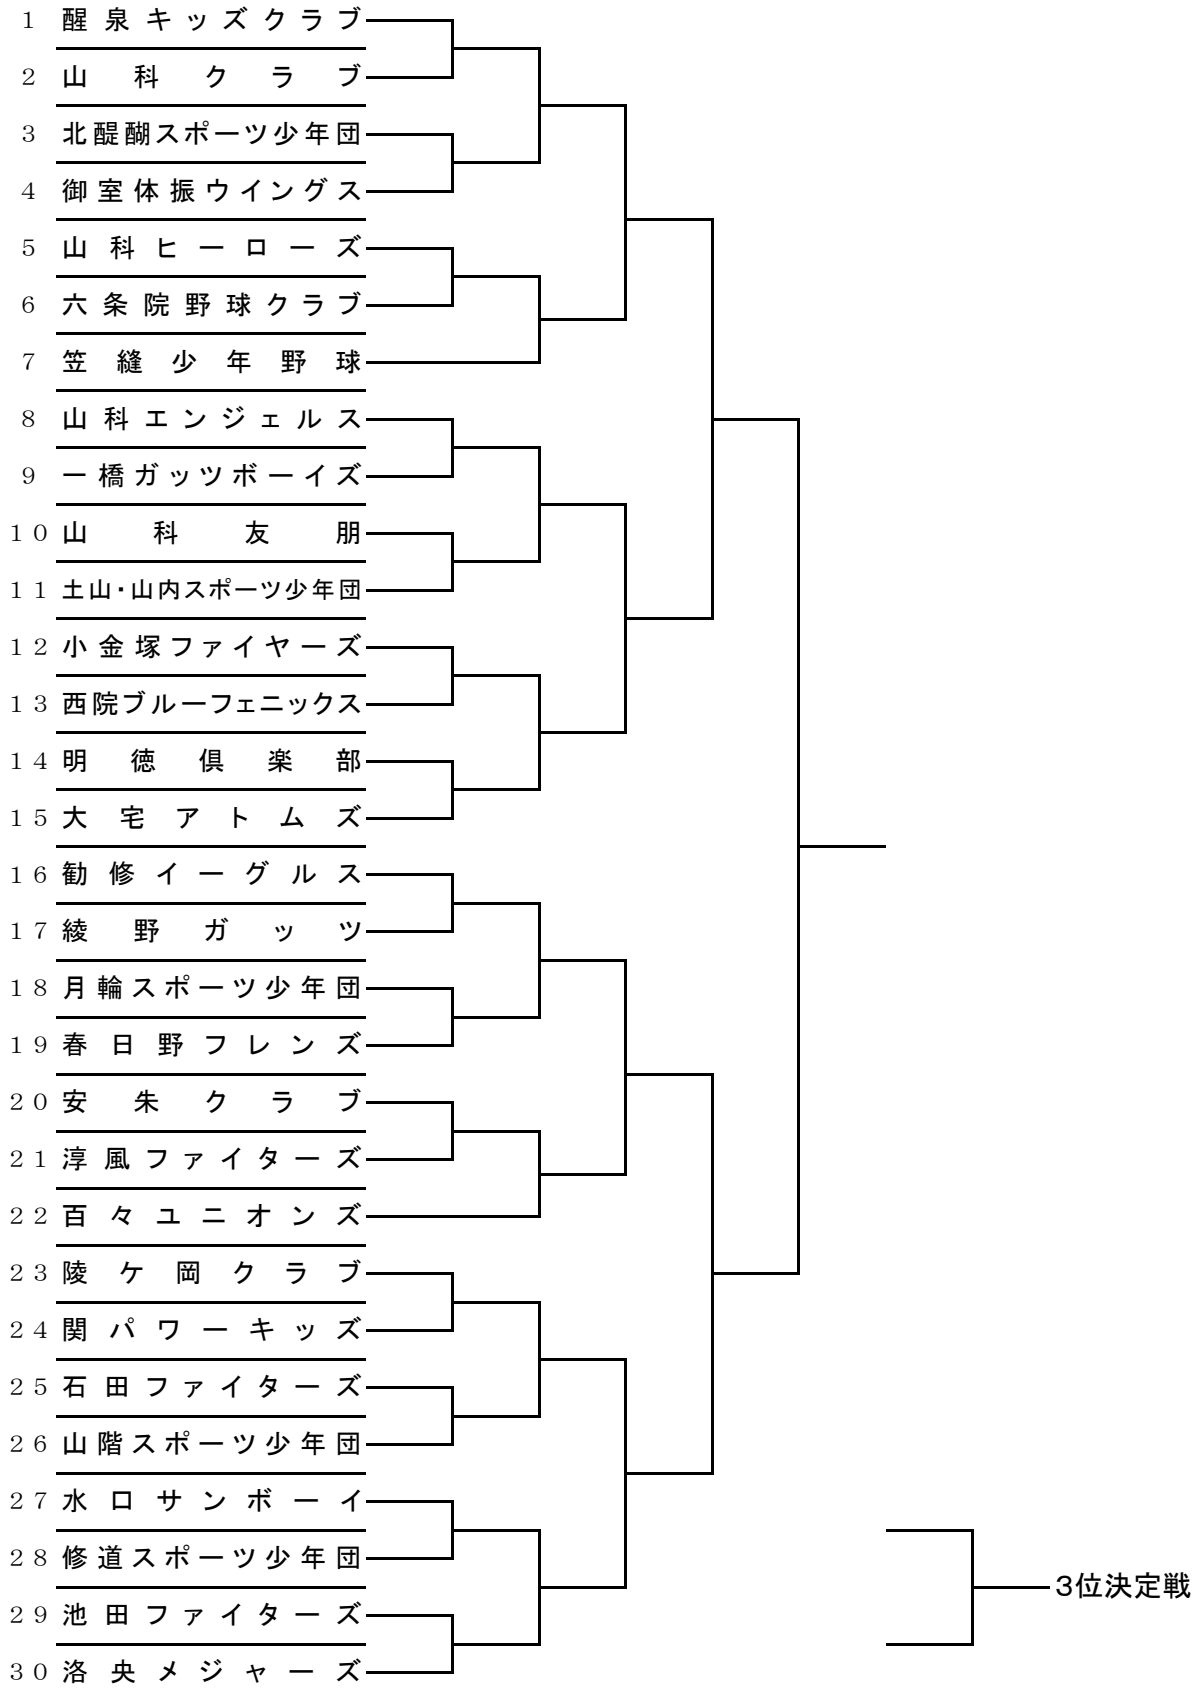 1 醒泉キッズクラブ
2 山科クラブ
3 北醍醐スポーツ少年団
4 御室体振ウイングス
5 山科ヒーローズ
6 六条院野球クラブ
7 笠縫少年野球
8 山科エンジェルス
9 一橋ガッツボーイズ
10 山科友朋
11 土山・山内スポーツ少年団
12 小金塚ファイヤーズ
13 西院ブルーフェニックス
14 明徳倶楽部
15 大宅アトムズ
16 勧修イーグルス
17 綾野ガッツ
18 月輪スポーツ少年団
19 春日野フレンズ
20 安朱クラブ
21 淳風ファイターズ
22 百々ユニオンズ
23 陵ケ岡クラブ
24 関パワーキッズ
25 石田ファイターズ
26 山階スポーツ少年団
27 水口サンボーイ
28 修道スポーツ少年団
3位決定戦
29 池田ファイターズ
30 洛央メジャーズ